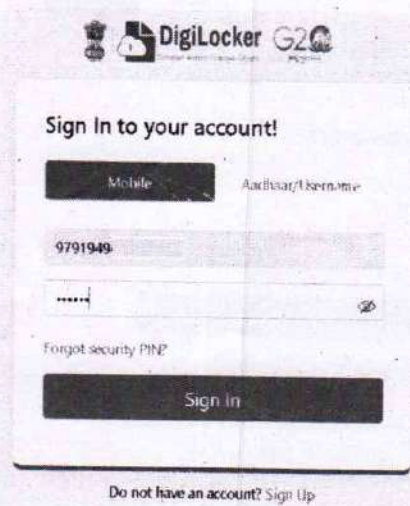 DigiLocker G20
Sign In to your account!
Mobile Aadhaar/Username
9791949
••••••
Forgot security PIN?
Sign In
Do not have an account? Sign Up